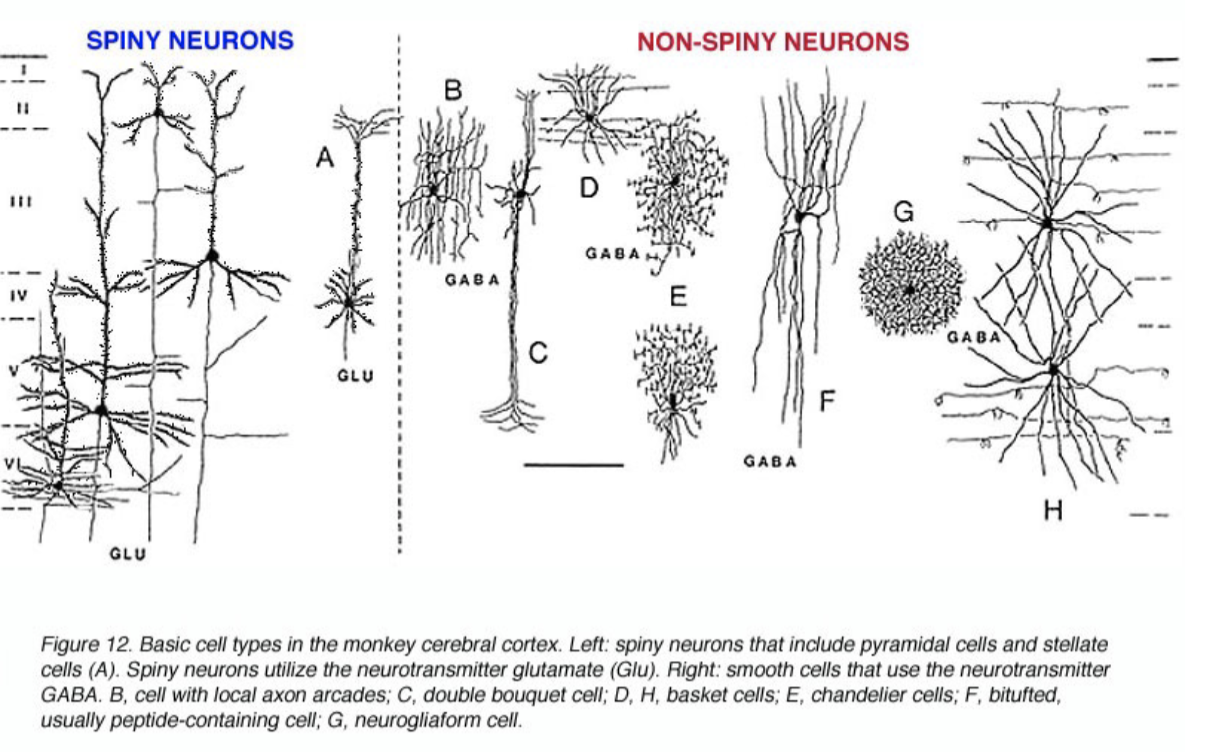 SPINY NEURONS
NON-SPINY NEURONS
I
II
III
IV
V
VI
A
GLU
GLU
B
GABA
C
D
GABA
E
F
GABA
G
GABA
H
Figure 12. Basic cell types in the monkey cerebral cortex. Left: spiny neurons that include pyramidal cells and stellate
cells (A). Spiny neurons utilize the neurotransmitter glutamate (Glu). Right: smooth cells that use the neurotransmitter
GABA. B, cell with local axon arcades; C, double bouquet cell; D, H, basket cells; E, chandelier cells; F, bitufted,
usually peptide-containing cell; G, neurogliaform cell.